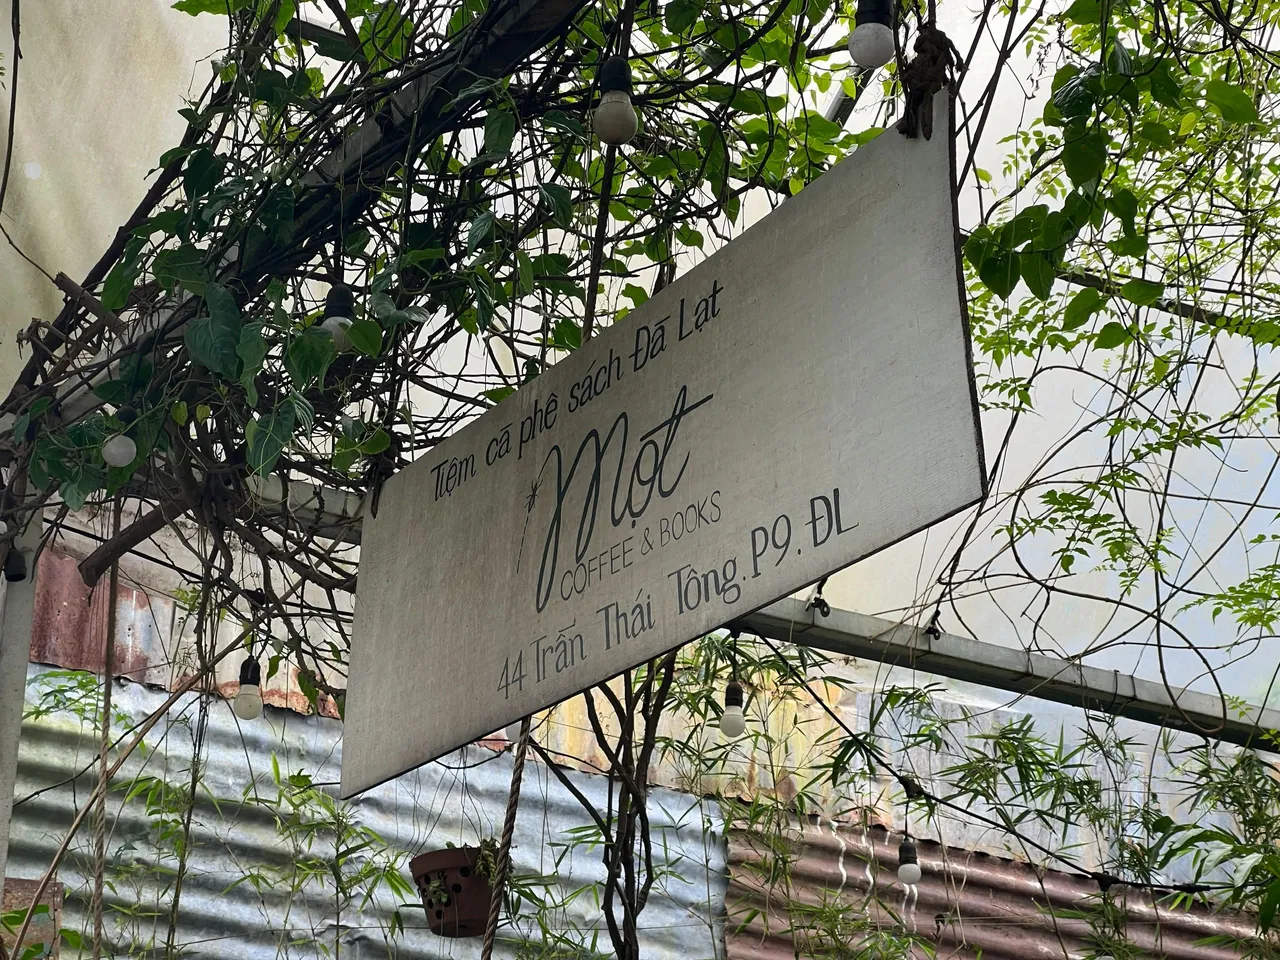 Tiệm cà phê sách Đà Lạt
Mọt
COFFEE & BOOKS
44 Trần Thái Tông. P9. ĐL